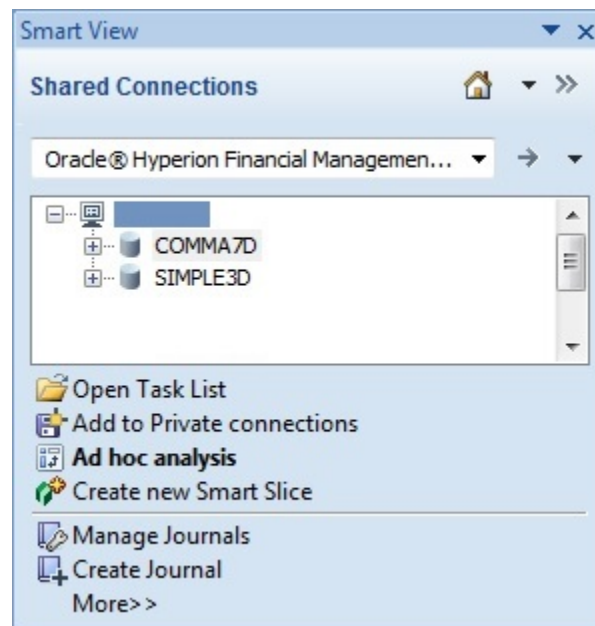 Smart View
Shared Connections
Oracle® Hyperion Financial Managemen...
COMMA7D
SIMPLE3D
Open Task List
Add to Private connections
Ad hoc analysis
Create new Smart Slice
Manage Journals
Create Journal
More>>